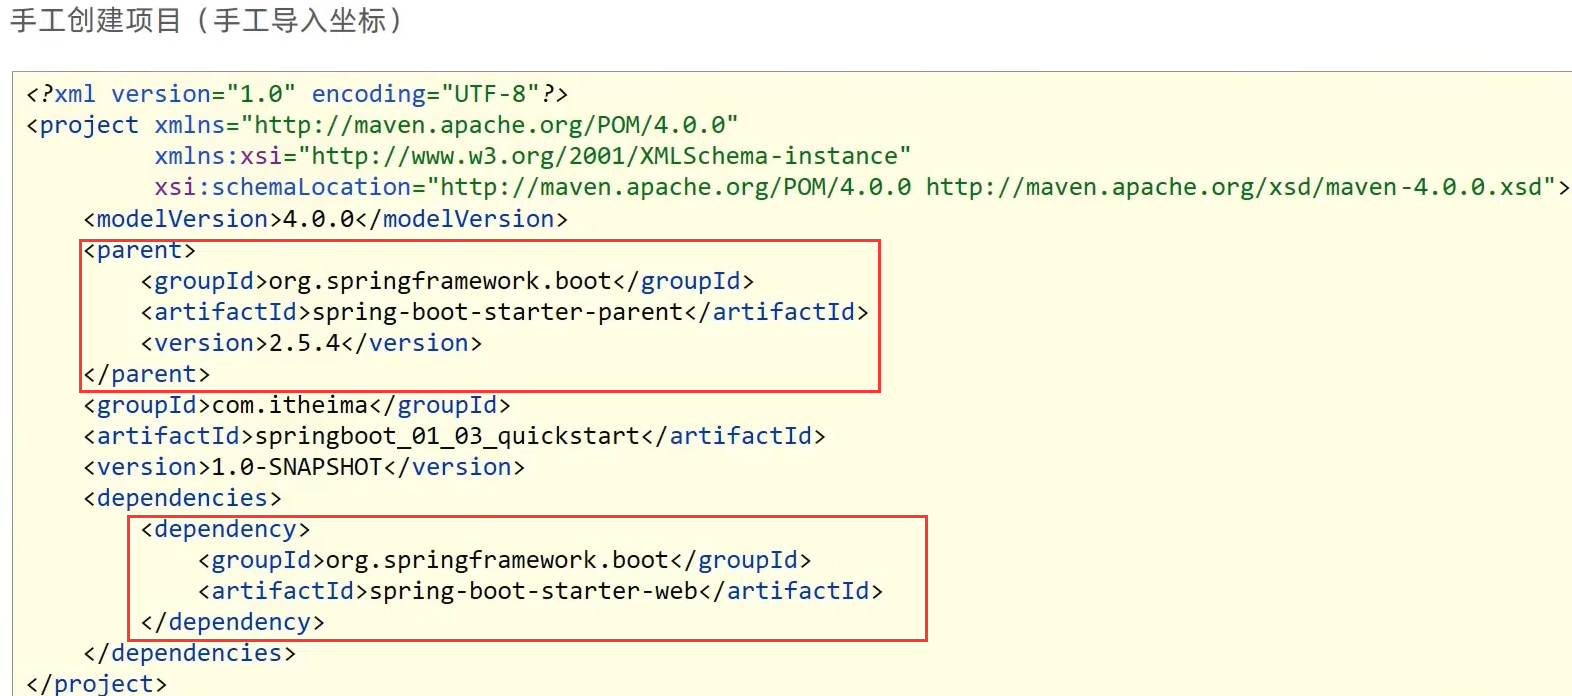 手工创建项目（手工导入坐标）
<?xml version="1.0" encoding="UTF-8"?>
<project xmlns="http://maven.apache.org/POM/4.0.0"
         xmlns:xsi="http://www.w3.org/2001/XMLSchema-instance"
         xsi:schemaLocation="http://maven.apache.org/POM/4.0.0 http://maven.apache.org/xsd/maven-4.0.0.xsd">
    <modelVersion>4.0.0</modelVersion>
    <parent>
        <groupId>org.springframework.boot</groupId>
        <artifactId>spring-boot-starter-parent</artifactId>
        <version>2.5.4</version>
    </parent>
    <groupId>com.itheima</groupId>
    <artifactId>springboot_01_03_quickstart</artifactId>
    <version>1.0-SNAPSHOT</version>
    <dependencies>
        <dependency>
            <groupId>org.springframework.boot</groupId>
            <artifactId>spring-boot-starter-web</artifactId>
        </dependency>
    </dependencies>
</project>